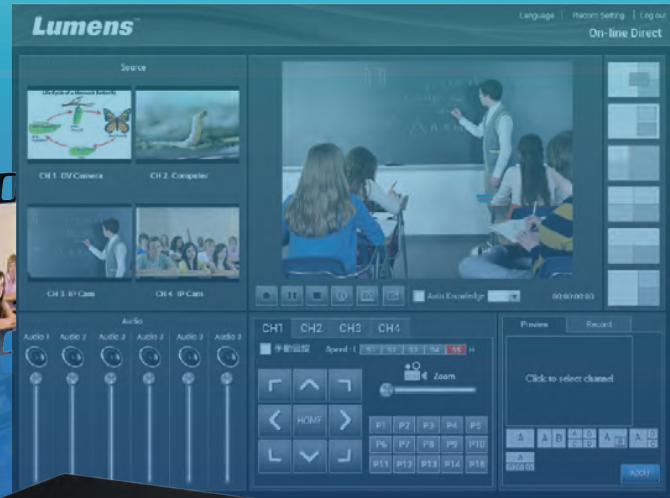 Lumens™
Language | Record Setting | Log out
On-line Direct
Source
Life Cycle of a Monarch Butterfly
CH 1 DV Camera
CH 2 Computer
CH 3 IP Cam
CH 4 IP Cam
Auto Knowledge
00:00:00:00
Audio
Audio 1 Audio 2 Audio 3 Audio 3 Audio 3 Audio 3
CH1 CH2 CH3 CH4
Speed : L S1 S2 S3 S4 S5 H
Zoom
HOME
P1 P2 P3 P4 P5
P6 P7 P8 P9 P10
P11 P12 P13 P14 P15
Preview Record
Click to select channel
A
A B
Apply